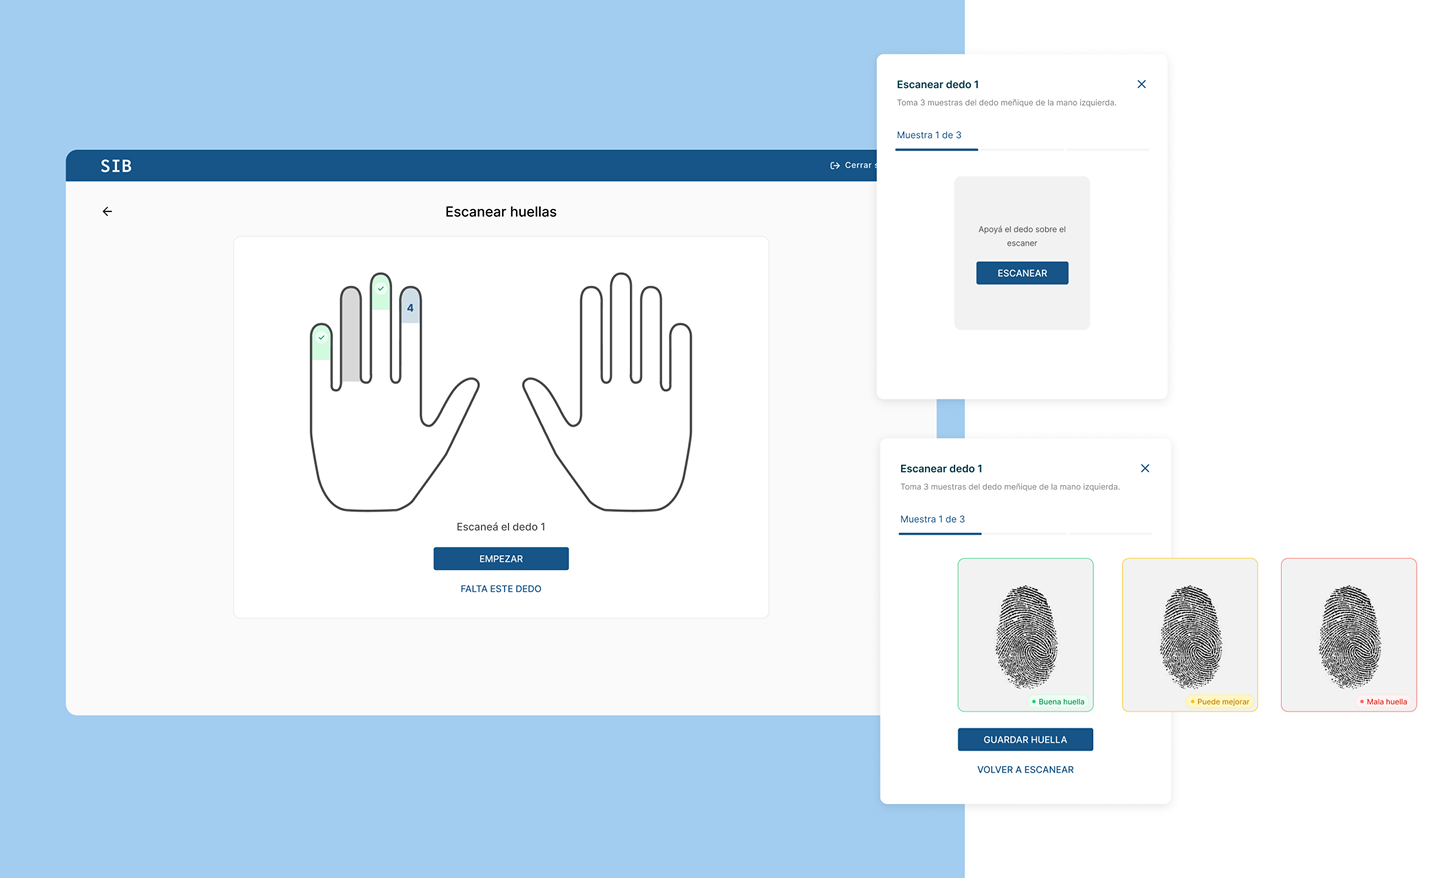 SIB
Cerrar
Escanear huellas
4
Escaneá el dedo 1
EMPEZAR
FALTA ESTE DEDO
Escanear dedo 1
Toma 3 muestras del dedo meñique de la mano izquierda.
Muestra 1 de 3
Apoyá el dedo sobre el
escaner
ESCANEAR
Escanear dedo 1
Toma 3 muestras del dedo meñique de la mano izquierda.
Muestra 1 de 3
Buena huella
Puede mejorar
Mala huella
GUARDAR HUELLA
VOLVER A ESCANEAR